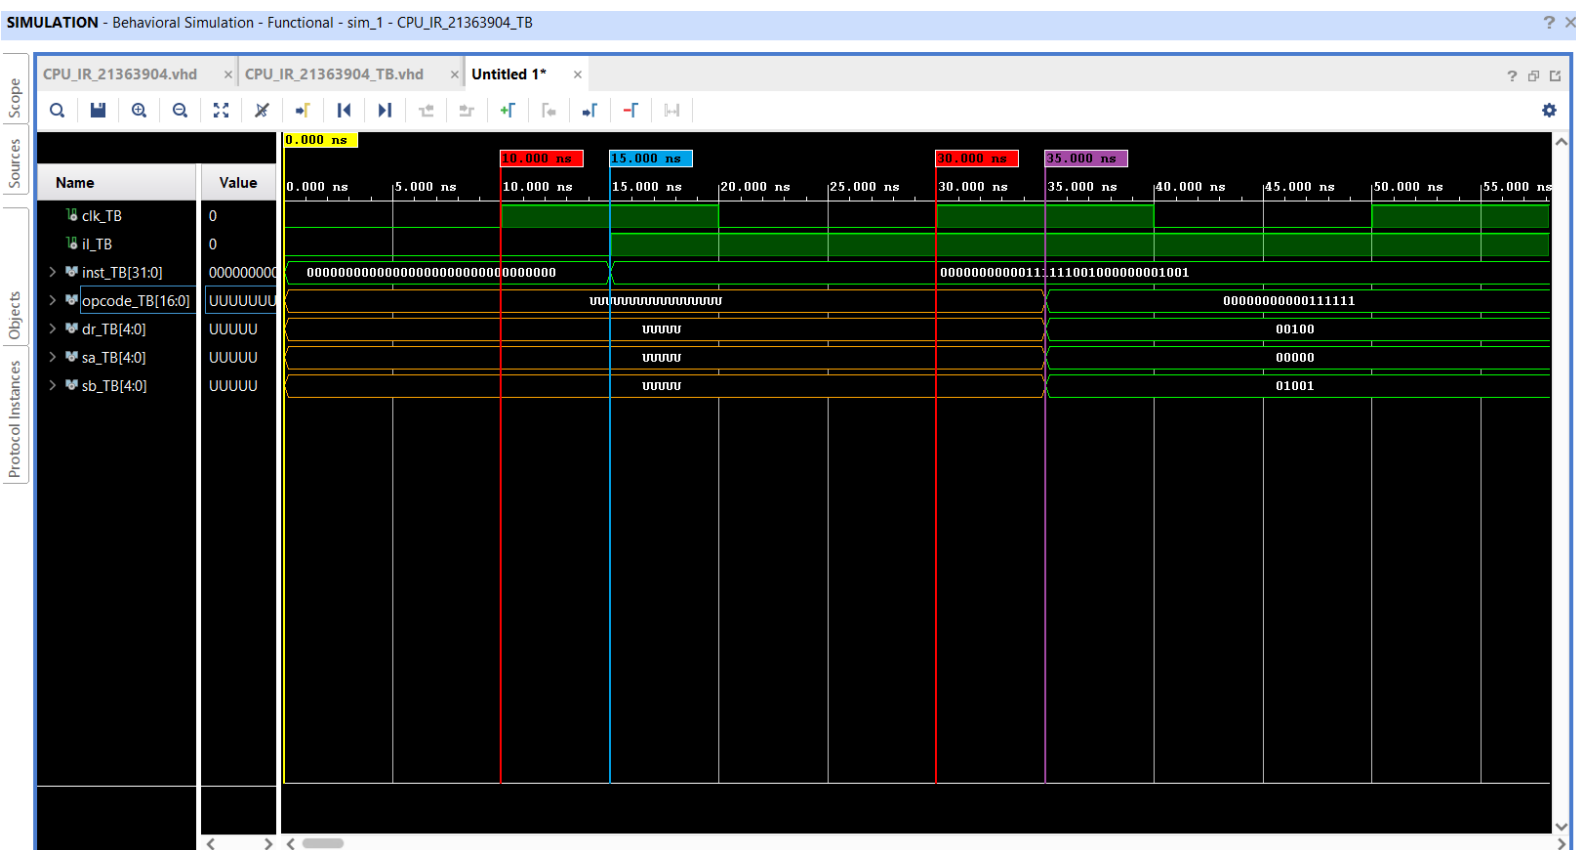 SIMULATION - Behavioral Simulation - Functional - sim_1 - CPU_IR_21363904_TB
CPU_IR_21363904.vhd
CPU_IR_21363904_TB.vhd
Untitled 1*
Scope
Sources
Objects
Protocol Instances
0.000 ns
10.000 ns
15.000 ns
30.000 ns
35.000 ns
Name
Value
0.000 ns
5.000 ns
10.000 ns
15.000 ns
20.000 ns
25.000 ns
30.000 ns
35.000 ns
40.000 ns
45.000 ns
50.000 ns
55.000 ns
clk_TB
0
il_TB
0
inst_TB[31:0]
000000000
00000000000000000000000000000000
00000000000111111001000000001001
opcode_TB[16:0]
UUUUUUU
UUUUUUUUUUUUUUUUU
00000000000111111
dr_TB[4:0]
UUUUU
UUUUU
00100
sa_TB[4:0]
UUUUU
UUUUU
00000
sb_TB[4:0]
UUUUU
UUUUU
01001